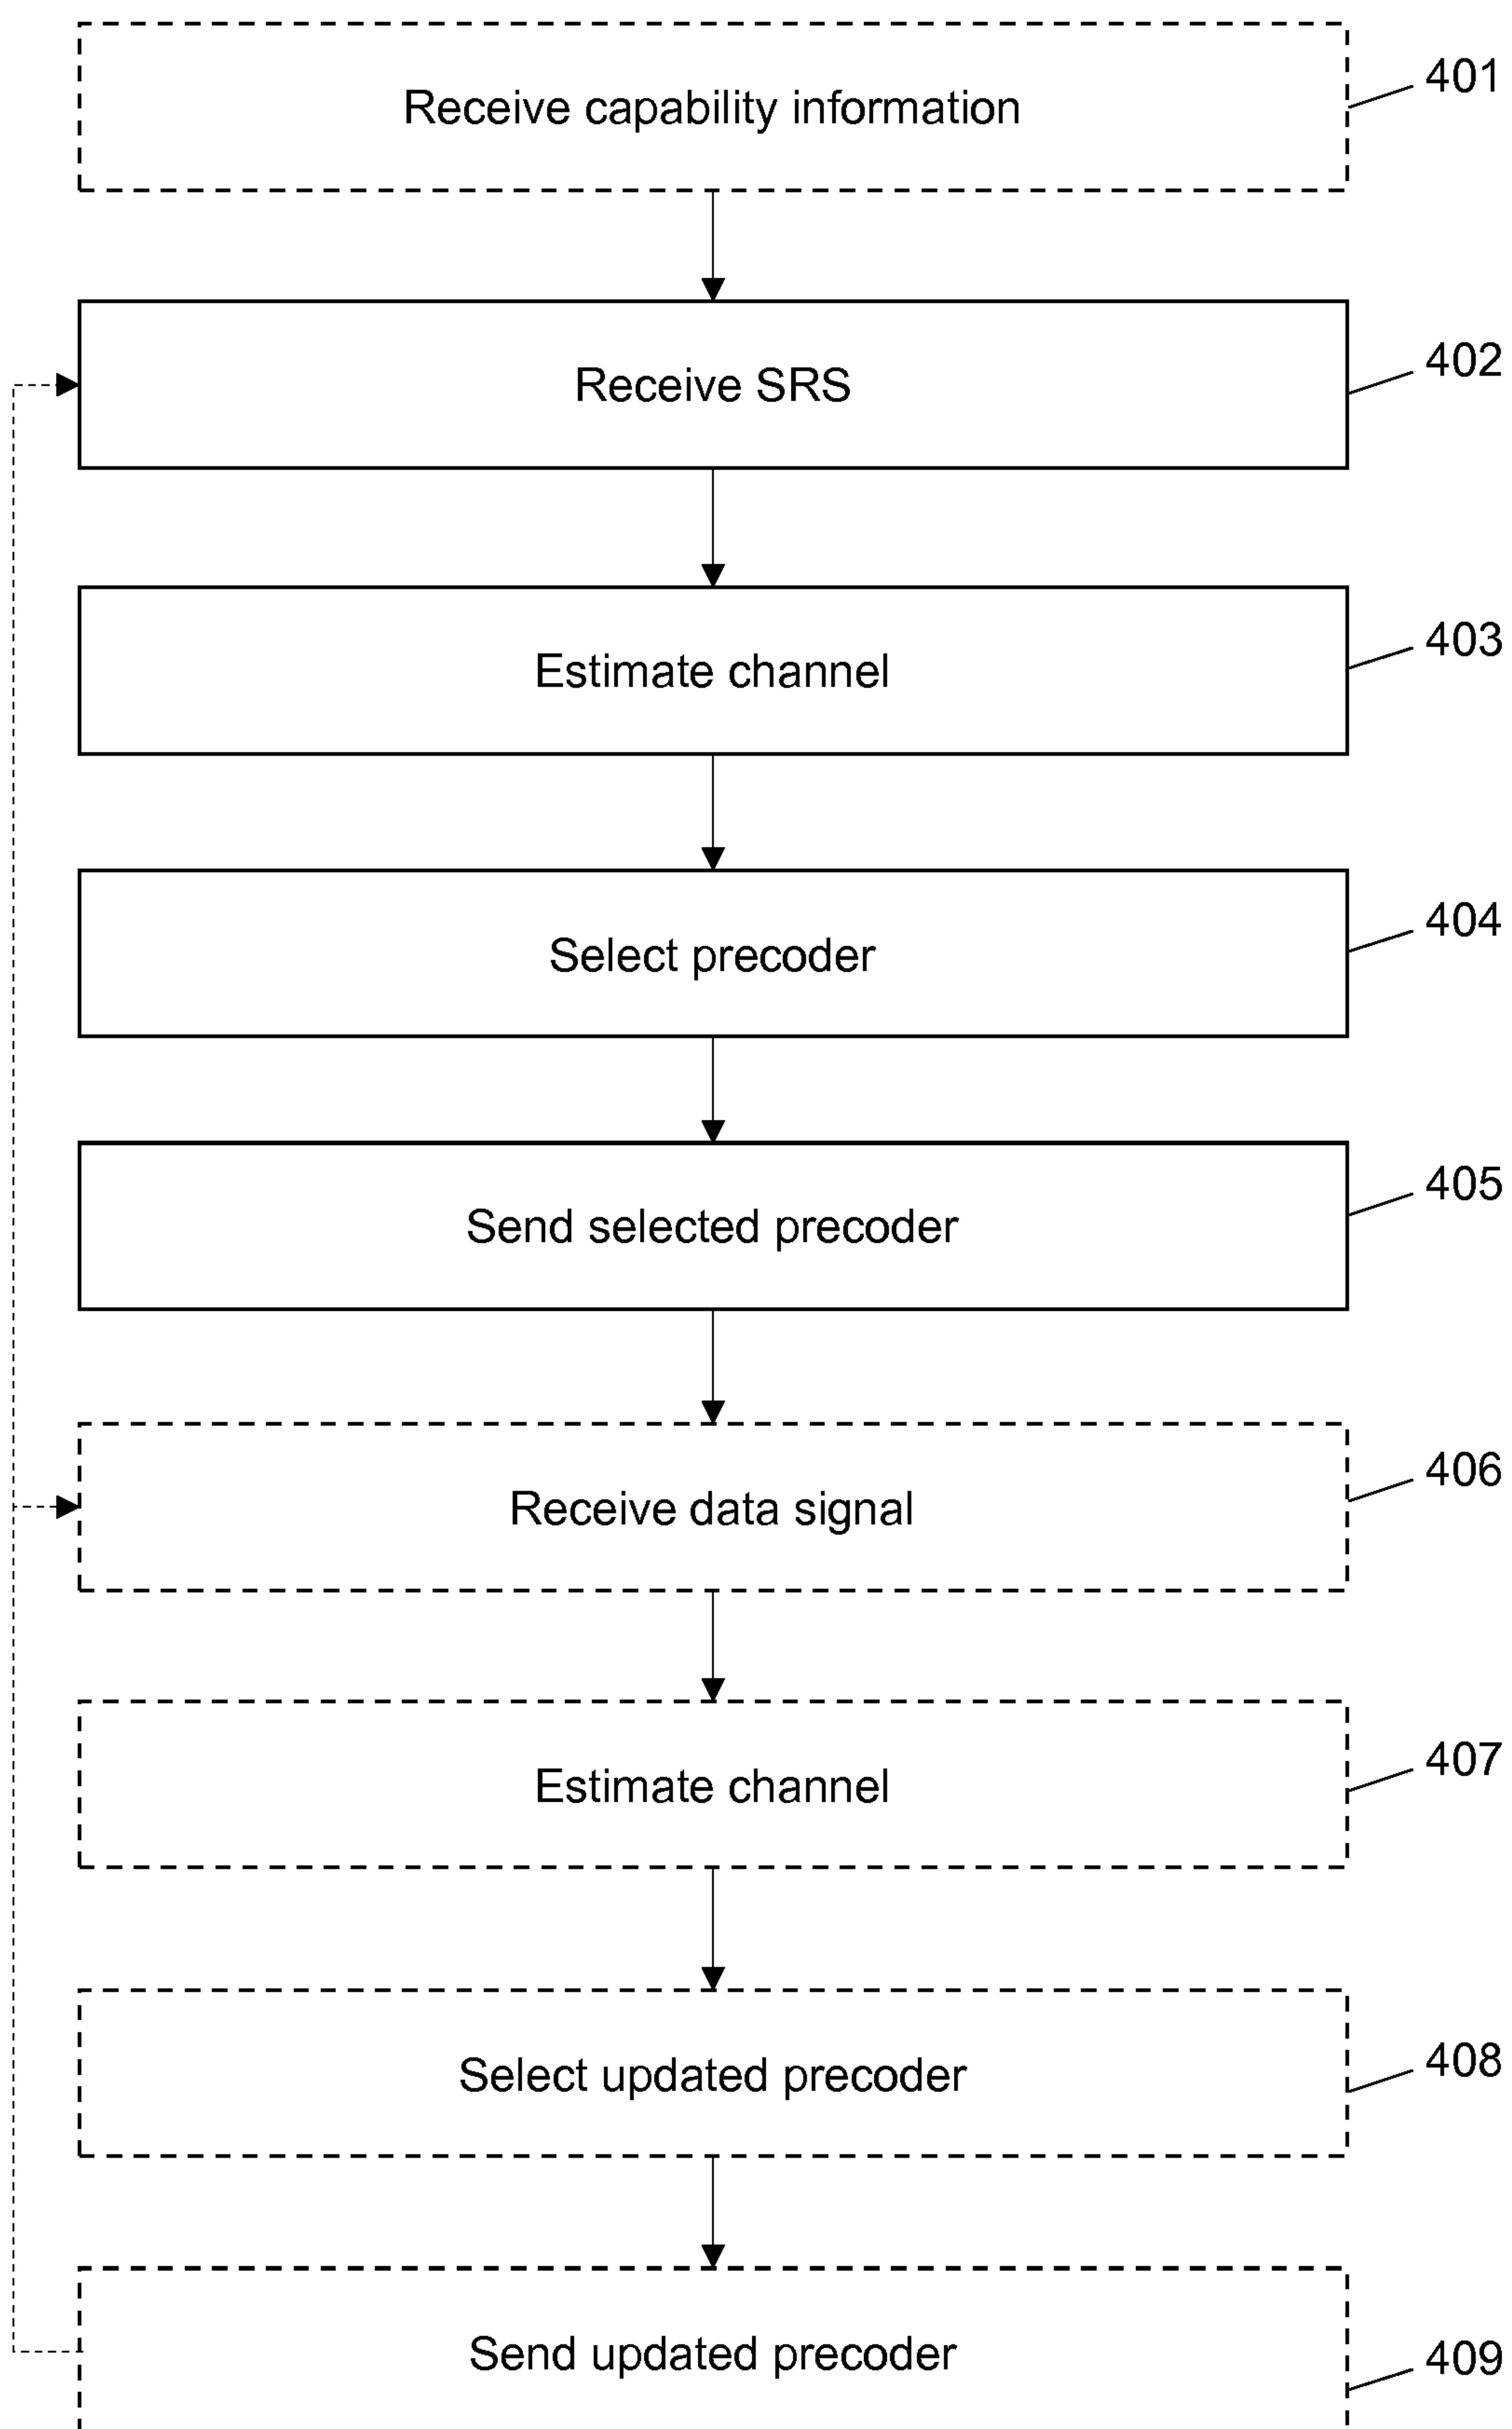 Receive capability information
401
Receive SRS
402
Estimate channel
403
Select precoder
404
Send selected precoder
405
Receive data signal
406
Estimate channel
407
Select updated precoder
408
Send updated precoder
409